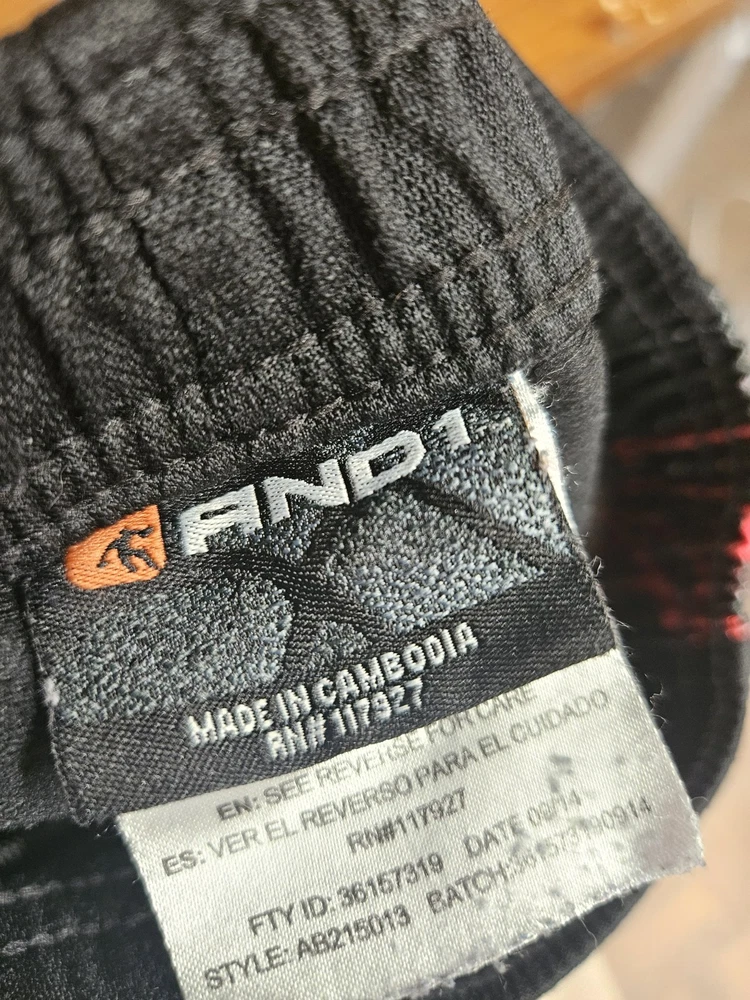 AND1
MADE IN CAMBODIA
RN# 117927
EN: SEE REVERSE FOR CARE
ES: VER EL REVERSO PARA EL CUIDADO
RN#117927
FTY ID: 36157319 DATE 09/14
STYLE: AB215013 BATCH:361573190914